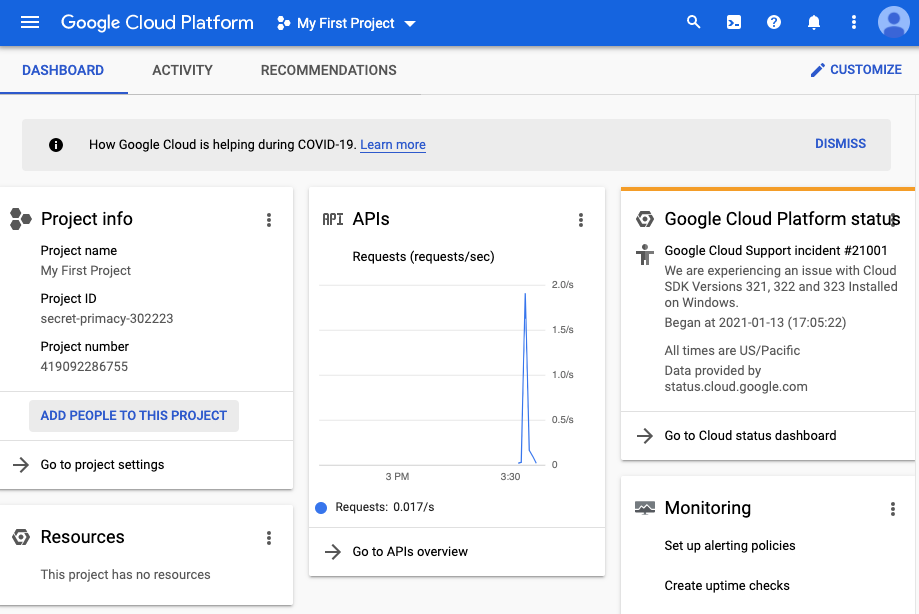 Google Cloud Platform
My First Project
DASHBOARD
ACTIVITY
RECOMMENDATIONS
CUSTOMIZE
How Google Cloud is helping during COVID-19. Learn more
DISMISS
Project info
Project name
My First Project
Project ID
secret-primacy-302223
Project number
419092286755
ADD PEOPLE TO THIS PROJECT
Go to project settings
Resources
This project has no resources
API APIs
Requests (requests/sec)
2.0/s
1.5/s
1.0/s
0.5/s
0
3 PM
3:30
Requests: 0.017/s
Go to APIs overview
Google Cloud Platform status
Google Cloud Support incident #21001
We are experiencing an issue with Cloud
SDK Versions 321, 322 and 323 Installed
on Windows.
Began at 2021-01-13 (17:05:22)
All times are US/Pacific
Data provided by
status.cloud.google.com
Go to Cloud status dashboard
Monitoring
Set up alerting policies
Create uptime checks